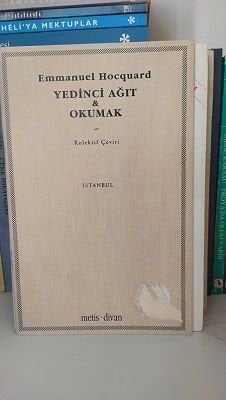 HELİ'YA MEKTUPLAR
Emmanuel Hocquard
YEDİNCİ AĞIT
&
OKUMAK
Kolektif Çeviri
İSTANBUL
metis·divan